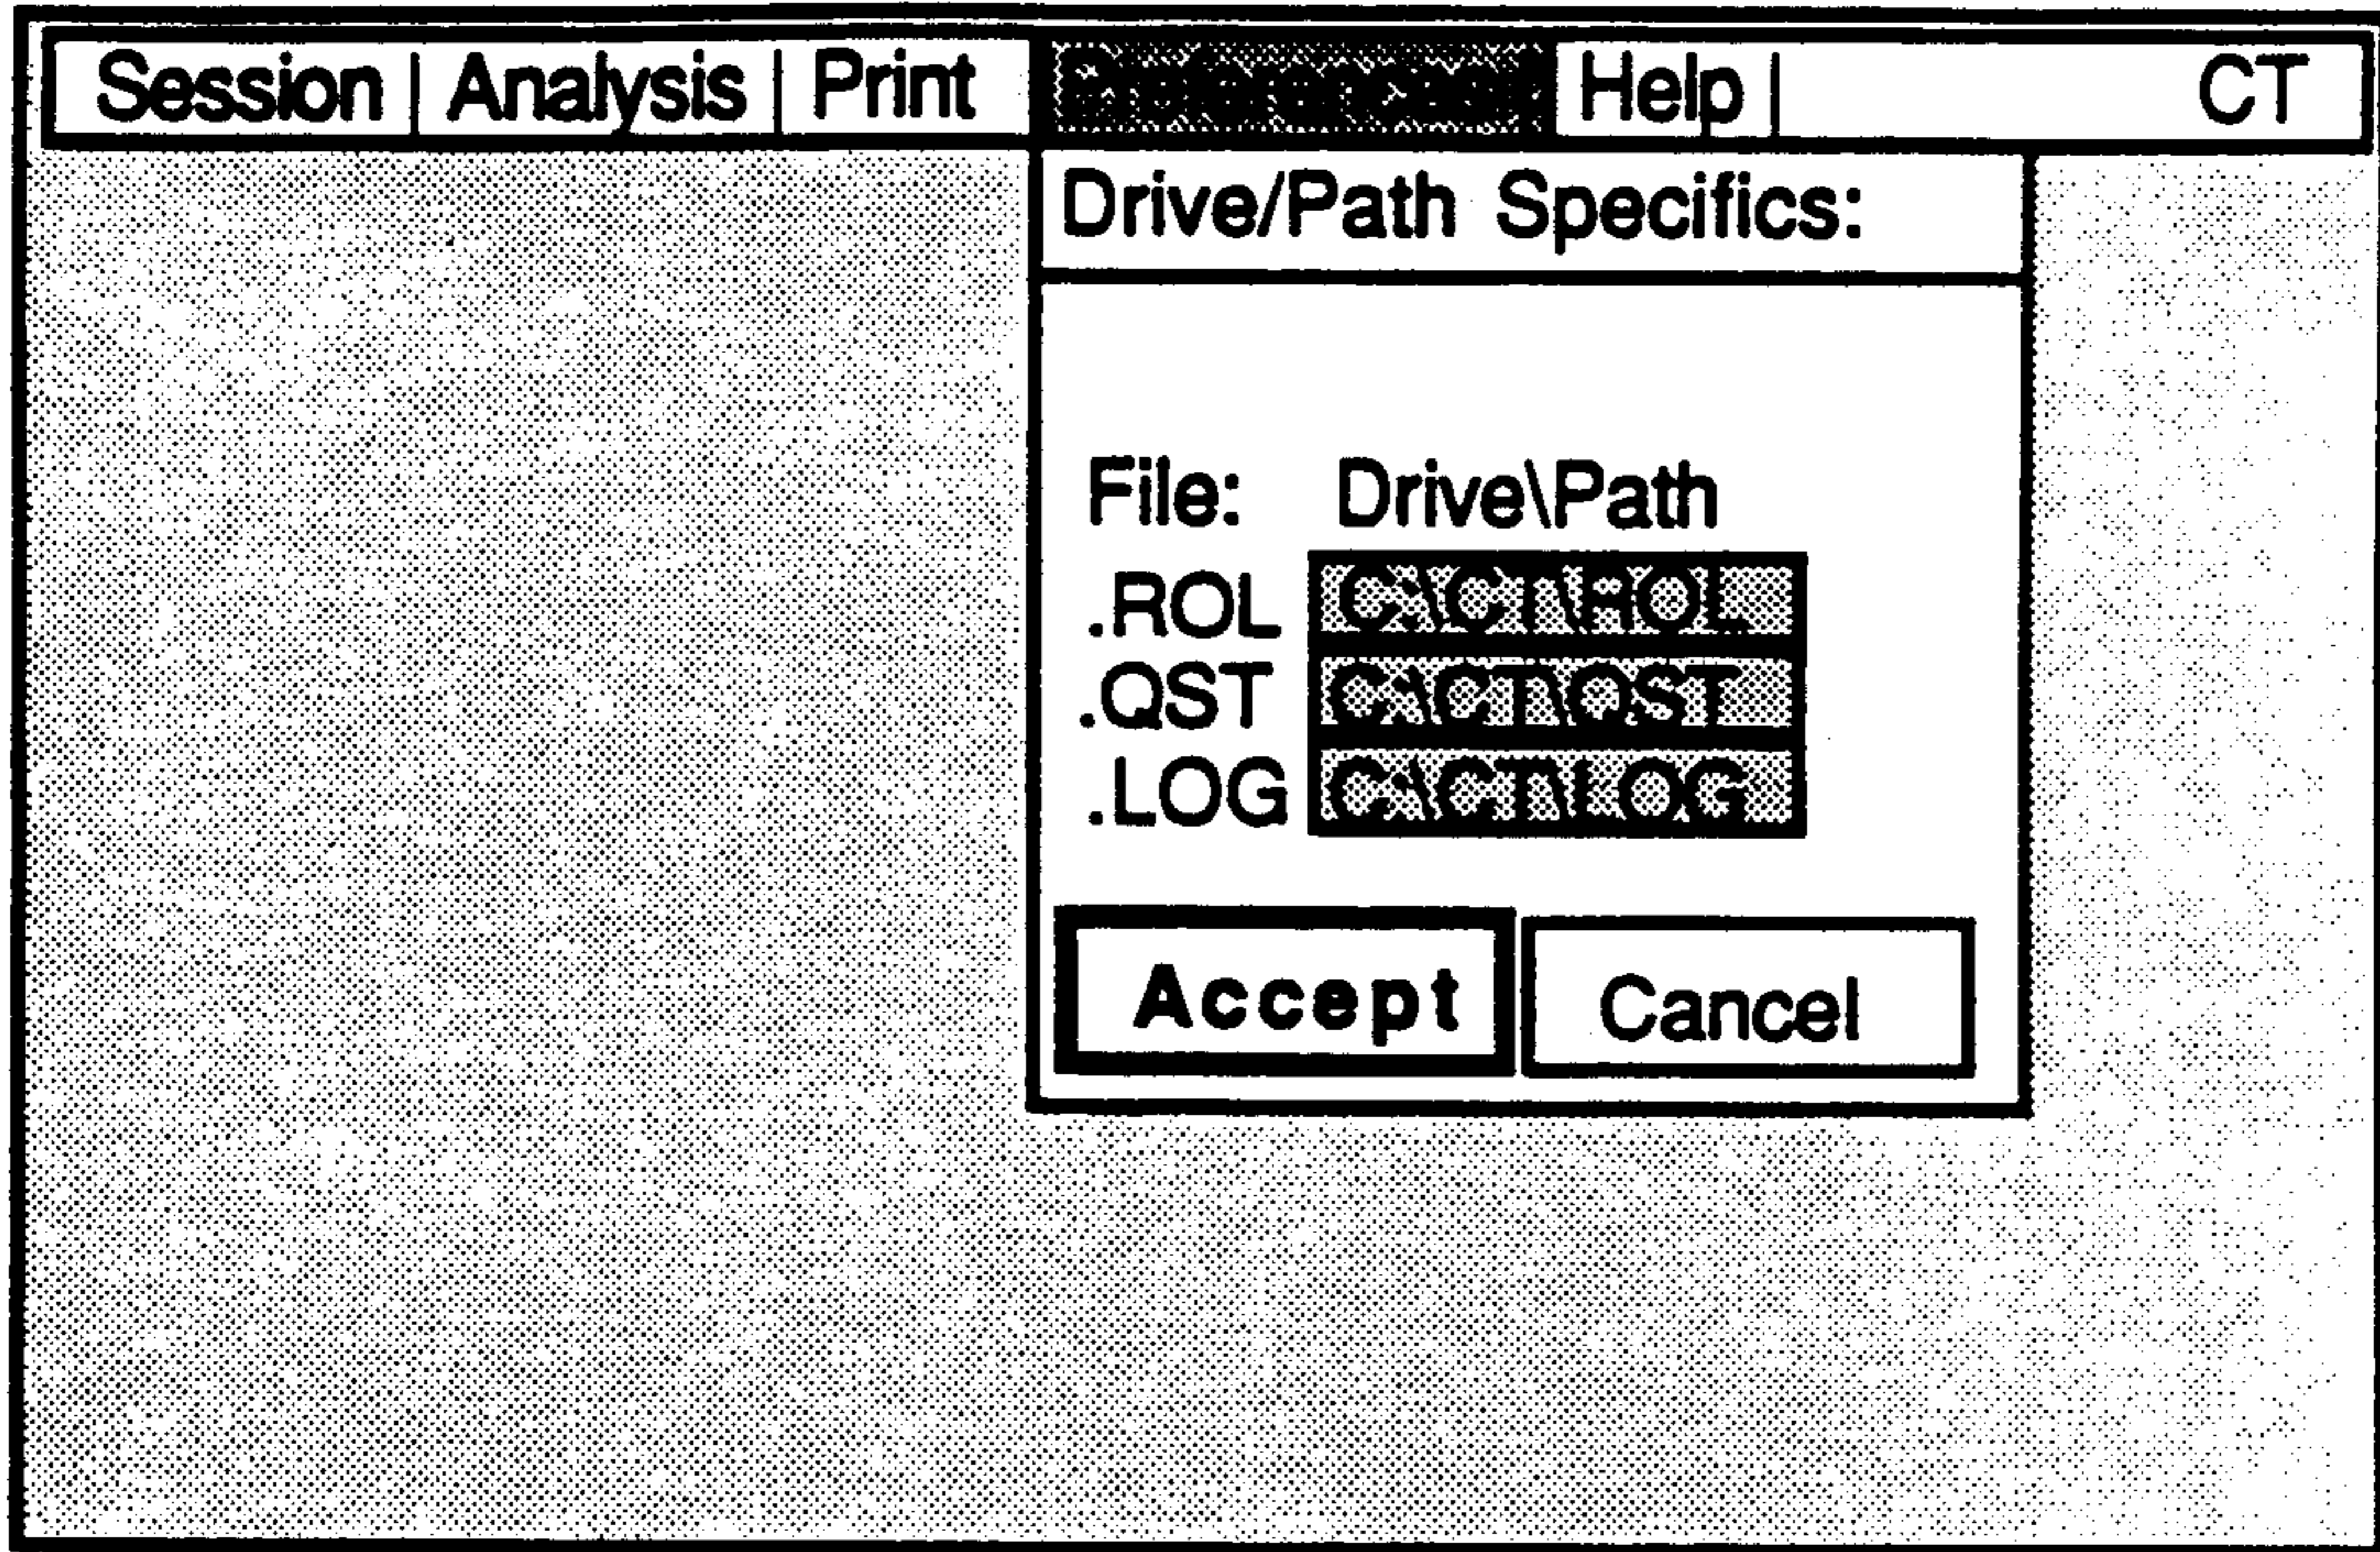 Session | Analysis | Print Preferences | Help | CT
Drive/Path Specifics:
File: Drive\Path
.ROL C:\CT\ROL
.QST C:\CT\QST
.LOG C:\CT\LOG
Accept Cancel